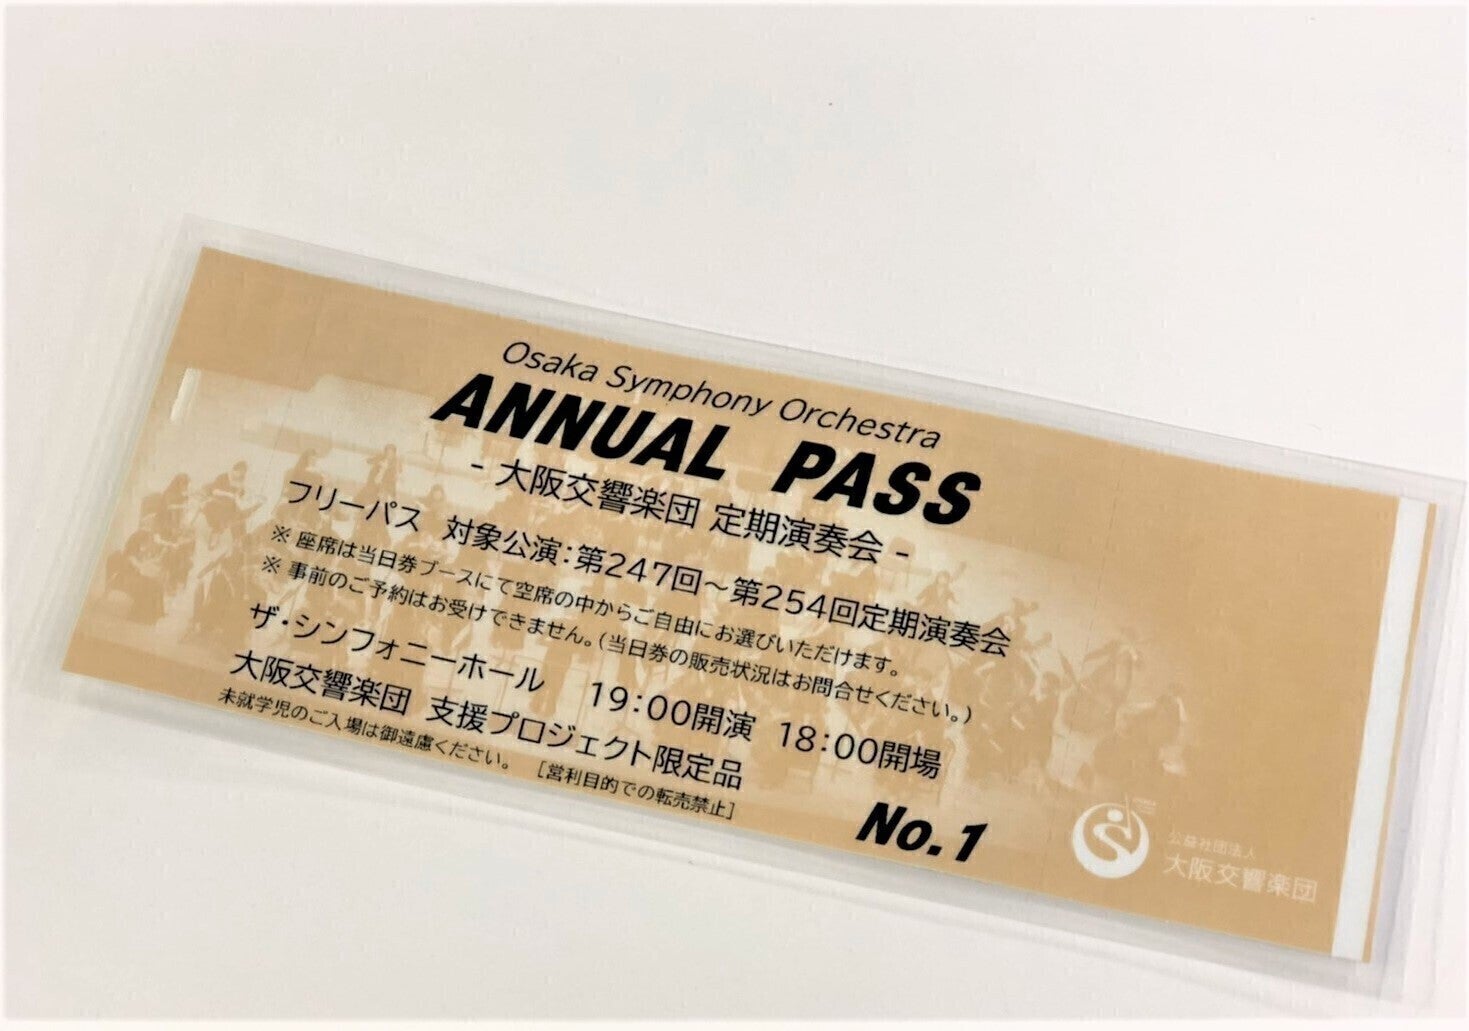 Osaka Symphony Orchestra
ANNUAL PASS
- 大阪交響楽団 定期演奏会 -
フリーパス 対象公演：第247回～第254回定期演奏会
※ 座席は当日券ブースにて空席の中からご自由にお選びいただけます。
※ 事前のご予約はお受けできません。（当日券の販売状況はお問合せください。）
ザ・シンフォニーホール 19：00開演 18：00開場
大阪交響楽団 支援プロジェクト限定品
未就学児のご入場は御遠慮ください。 ［営利目的での転売禁止］
No.1
公益社団法人
大阪交響楽団